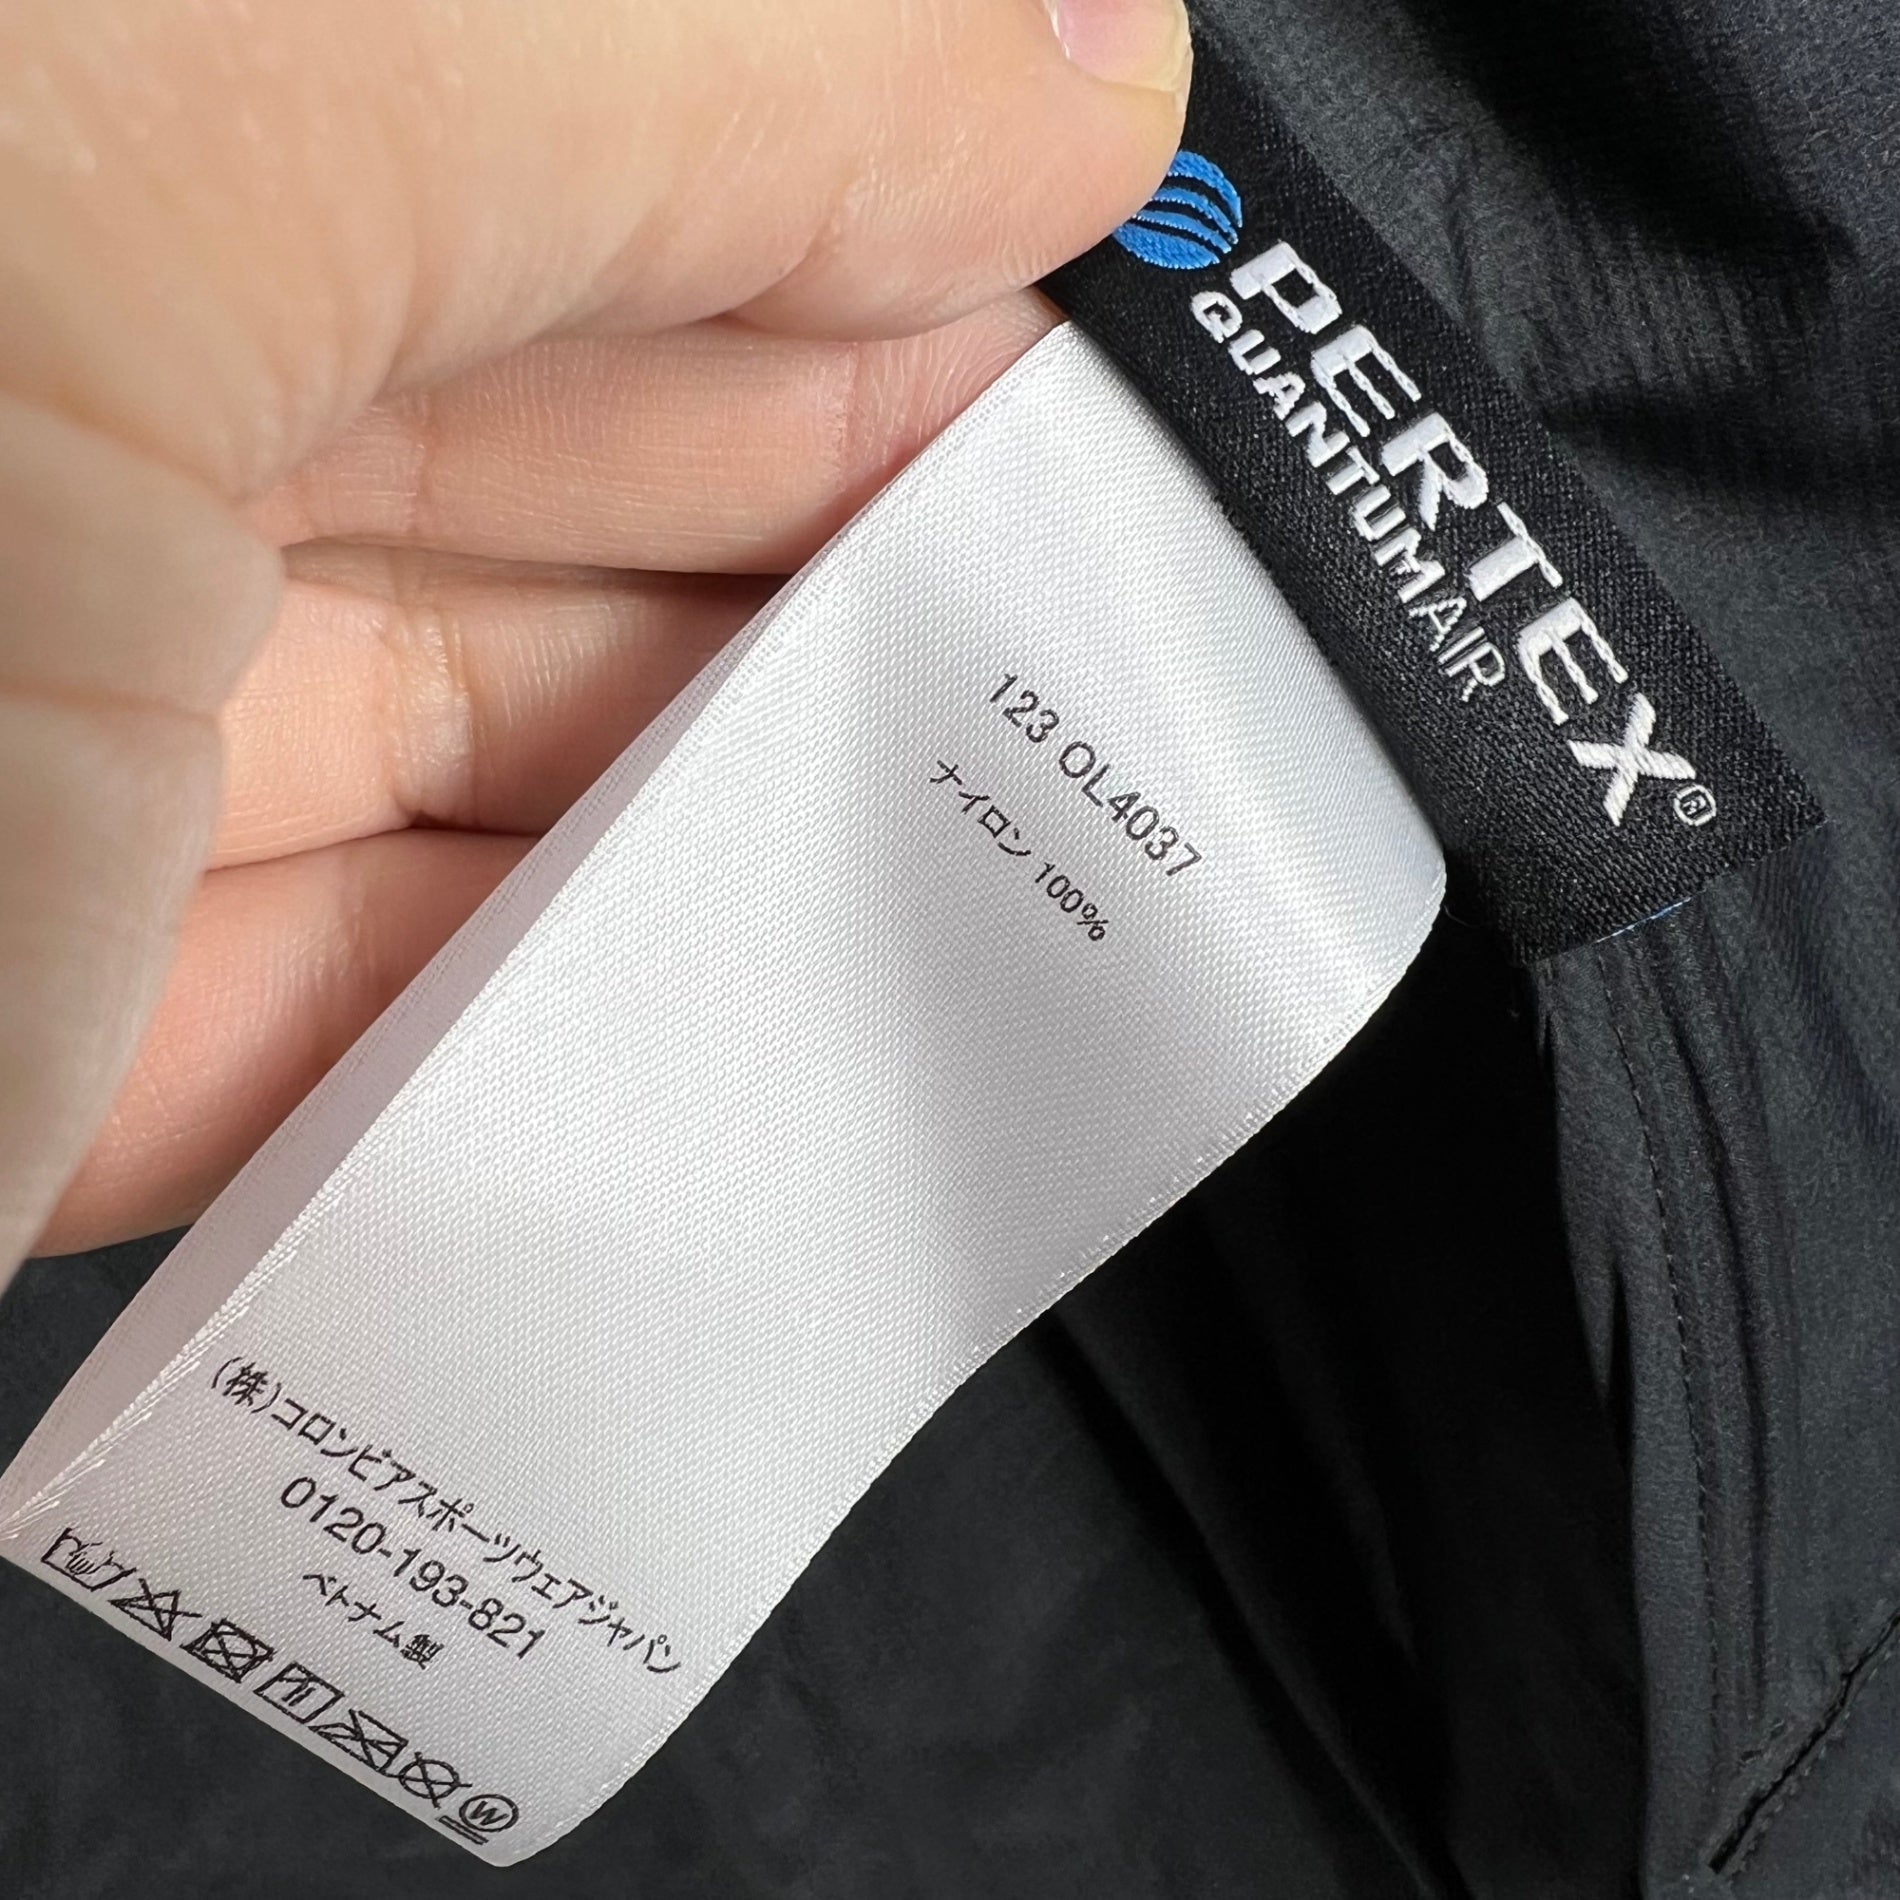 PERTEX®
QUANTUMAIR
123 OL4037
ナイロン 100%
(株)コロンビアスポーツウェアジャパン
0120-193-821
ベトナム製
W